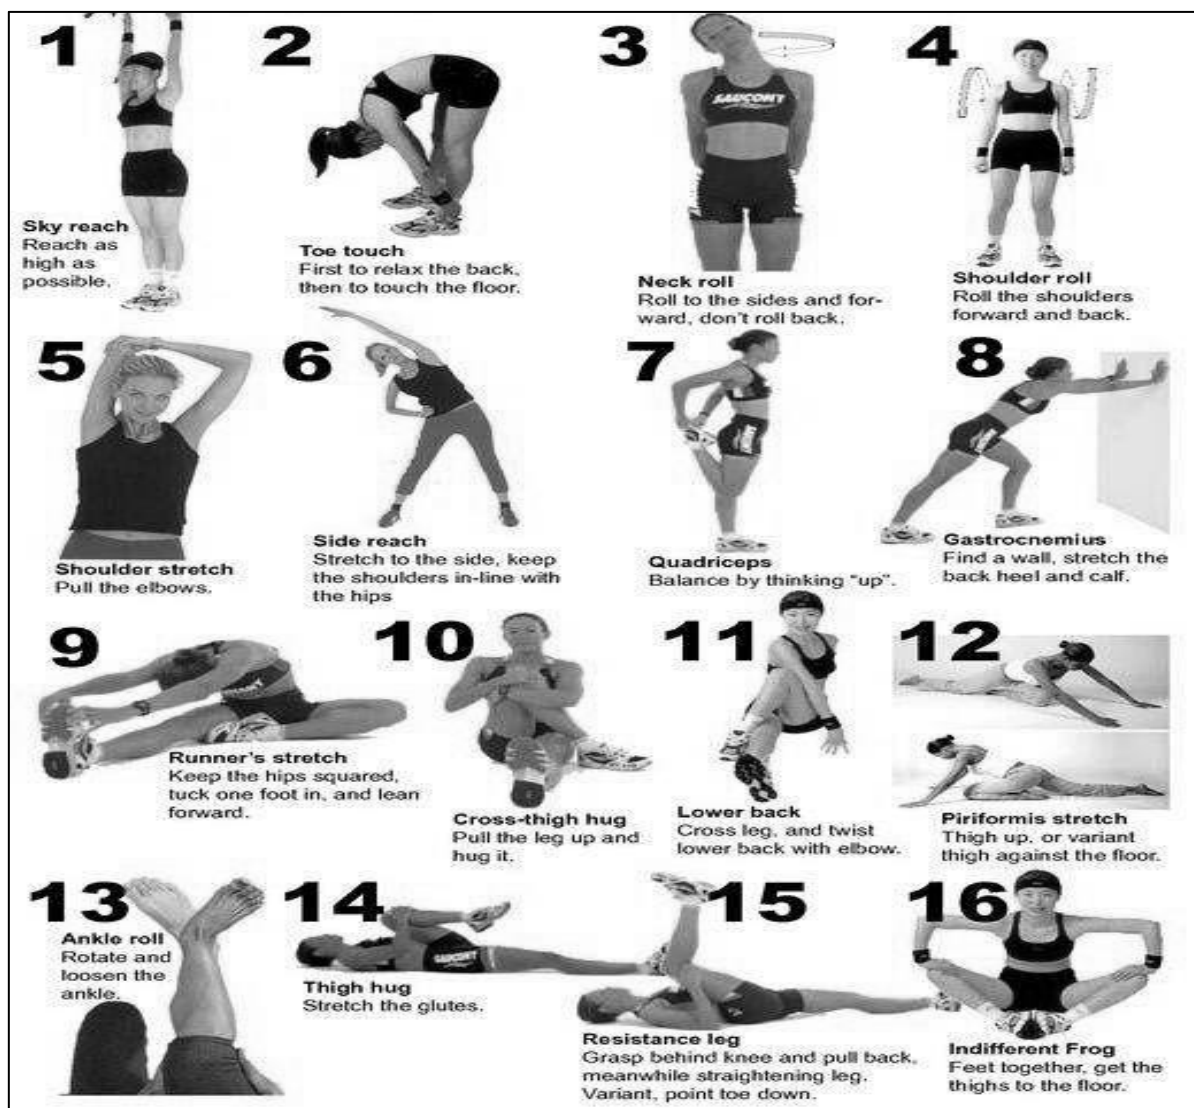 1
Sky reach
Reach as
high as
possible.
2
Toe touch
First to relax the back,
then to touch the floor.
3
SAUCONY
Neck roll
Roll to the sides and for-
ward, don't roll back.
4
Shoulder roll
Roll the shoulders
forward and back.
5
Shoulder stretch
Pull the elbows.
6
Side reach
Stretch to the side, keep
the shoulders in-line with
the hips
7
Quadriceps
Balance by thinking "up".
8
Gastrocnemius
Find a wall, stretch the
back heel and calf.
9
Runner's stretch
Keep the hips squared,
tuck one foot in, and lean
forward.
10
Cross-thigh hug
Pull the leg up and
hug it.
11
Lower back
Cross leg, and twist
lower back with elbow.
12
Piriformis stretch
Thigh up, or variant
thigh against the floor.
13
Ankle roll
Rotate and
loosen the
ankle.
14
SAUCONY
Thigh hug
Stretch the glutes.
15
Resistance leg
Grasp behind knee and pull back,
meanwhile straightening leg.
Variant, point toe down.
16
Indifferent Frog
Feet together, get the
thighs to the floor.